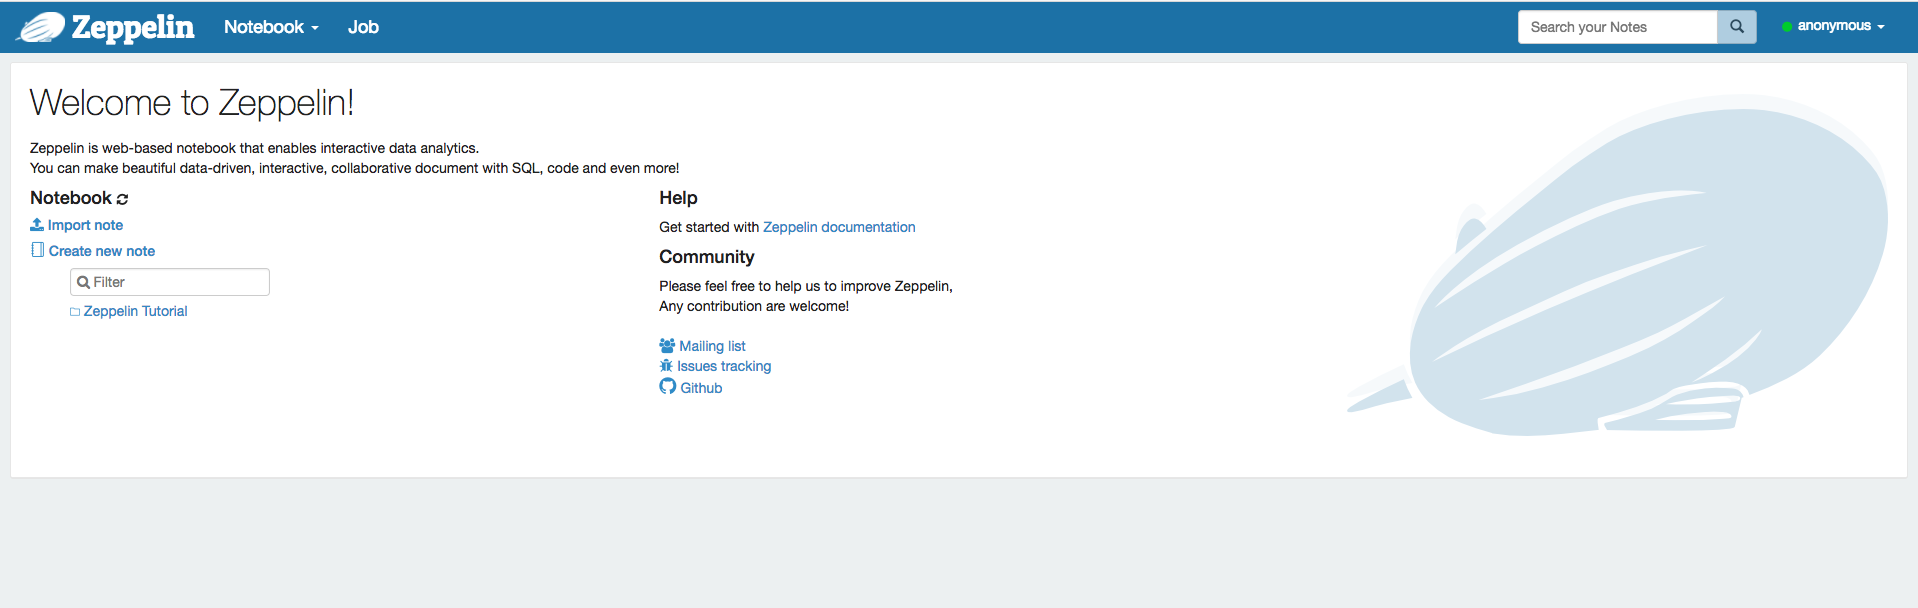 Zeppelin Notebook Job Search your Notes anonymous
Welcome to Zeppelin!
Zeppelin is web-based notebook that enables interactive data analytics.
You can make beautiful data-driven, interactive, collaborative document with SQL, code and even more!
Notebook
Import note
Create new note
Filter
Zeppelin Tutorial
Help
Get started with Zeppelin documentation
Community
Please feel free to help us to improve Zeppelin,
Any contribution are welcome!
Mailing list
Issues tracking
Github